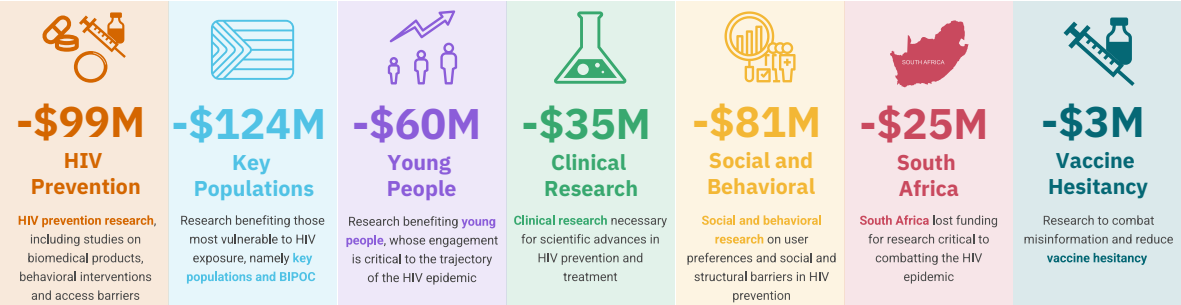 -$99M
HIV
Prevention
HIV prevention research,
including studies on
biomedical products,
behavioral interventions
and access barriers
-$124M
Key
Populations
Research benefiting those
most vulnerable to HIV
exposure, namely key
populations and BIPOC
-$60M
Young
People
Research benefiting young
people, whose engagement
is critical to the trajectory
of the HIV epidemic
-$35M
Clinical
Research
Clinical research necessary
for scientific advances in
HIV prevention and
treatment
-$81M
Social and
Behavioral
Social and behavioral
research on user
preferences and social and
structural barriers in HIV
prevention
SOUTH AFRICA
-$25M
South
Africa
South Africa lost funding
for research critical to
combatting the HIV
epidemic
-$3M
Vaccine
Hesitancy
Research to combat
misinformation and reduce
vaccine hesitancy